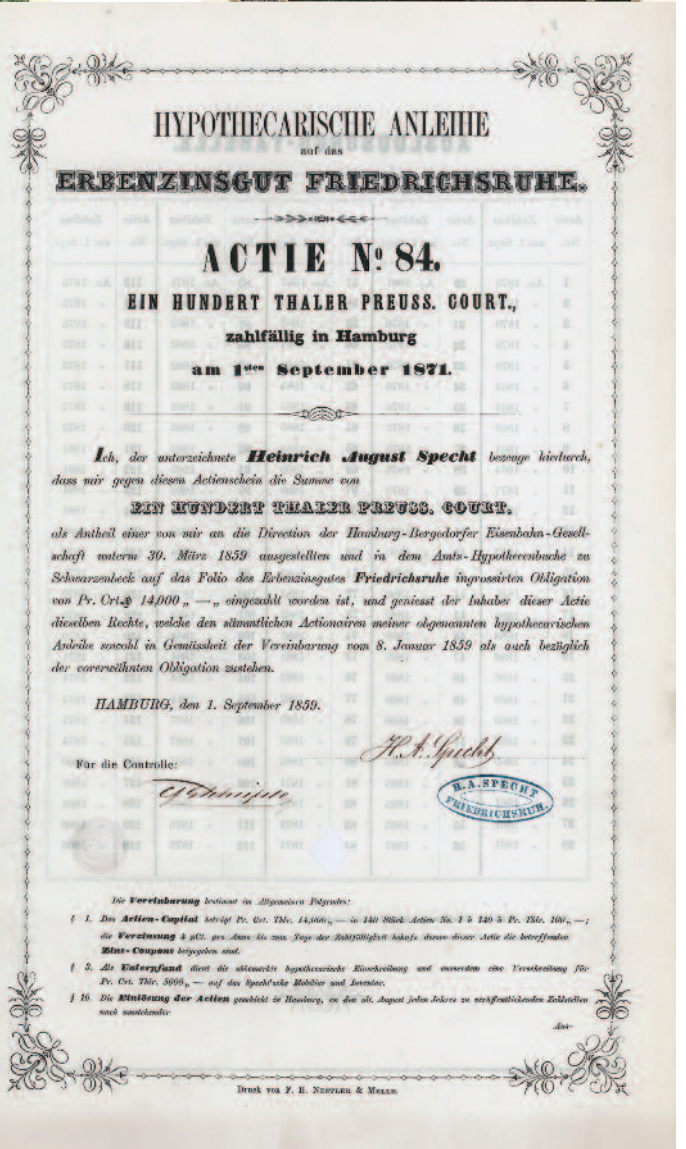 HYPOTHECARISCHE ANLEIHE
auf das
ERBENZINSGUT FRIEDRICHSRUHE.
ACTIE No. 84.
EIN HUNDERT THALER PREUSS. COURT.,
zahlfällig in Hamburg
am 1sten September 1871.
Ich, der unterzeichnete Heinrich August Specht bezeuge hiedurch,
dass mir gegen diesen Actienschein die Summe von
EIN HUNDERT THALER PREUSS. COURT.
als Antheil einer von mir an die Direction der Hamburg-Bergedorfer Eisenbahn-Gesell-
schaft unterm 30. März 1859 ausgestellten und in dem Amts-Hypothecenbuche zu
Schwarzenbeck auf das Folio des Erbenzinsgutes Friedrichsruhe ingrossirten Obligation
von Pr. Crt. 14,000 „ — „ eingezahlt worden ist, und geniesst der Inhaber dieser Actie
dieselben Rechte, welche den sämmtlichen Actionairen meiner obgenannten hypothecarischen
Anleihe sowohl in Gemässheit der Vereinbarung vom 8. Januar 1859 als auch bezüglich
der vorerwähnten Obligation zustehen.
HAMBURG, den 1. September 1859.
H. A. Specht
Für die Controlle:
H. A. SPECHT
FRIEDRICHSRUH.
Die Vereinbarung bestimmt im Allgemeinen Folgendes:
§ 1. Das Actien-Capital beträgt Pr. Crt. Thlr. 14,000 „ — in 140 Stück Actien No. 1 à 140 à Pr. Thlr. 100 „ — ;
die Verzinsung 4 pCt. pro Anno bis zum Tage der Zahlfälligkeit behufs deren dieser Actie die betreffenden
Zins-Coupons beigegeben sind.
§ 3. Als Unterpfand dient die obbemerkte hypothecarische Einschreibung und ausserdem eine Verschreibung für
Pr. Crt. Thlr. 5000 „ — auf das Specht'sche Mobiliar und Inventar.
§ 10. Die Einlösung der Actien geschieht in Hamburg, an den ult. August jeden Jahres zu veröffentlichenden Zahlstellen
nach umstehender
Aus-
Druck von F. H. NESTLER & MELLE.